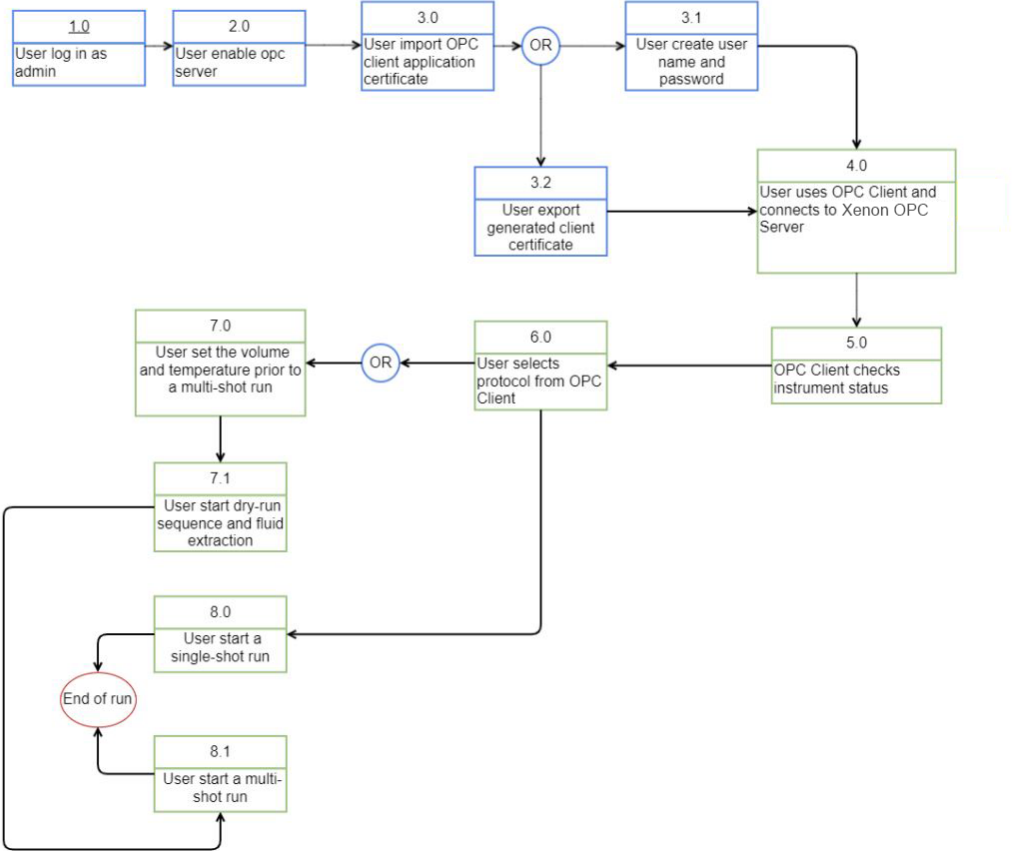 1.0
User log in as
admin
2.0
User enable opc
server
3.0
User import OPC
client application
certificate
OR
3.1
User create user
name and
password
3.2
User export
generated client
certificate
4.0
User uses OPC Client and
connects to Xenon OPC
Server
5.0
OPC Client checks
instrument status
6.0
User selects
protocol from OPC
Client
OR
7.0
User set the volume
and temperature prior to
a multi-shot run
7.1
User start dry-run
sequence and fluid
extraction
8.0
User start a
single-shot run
End of run
8.1
User start a multi-
shot run